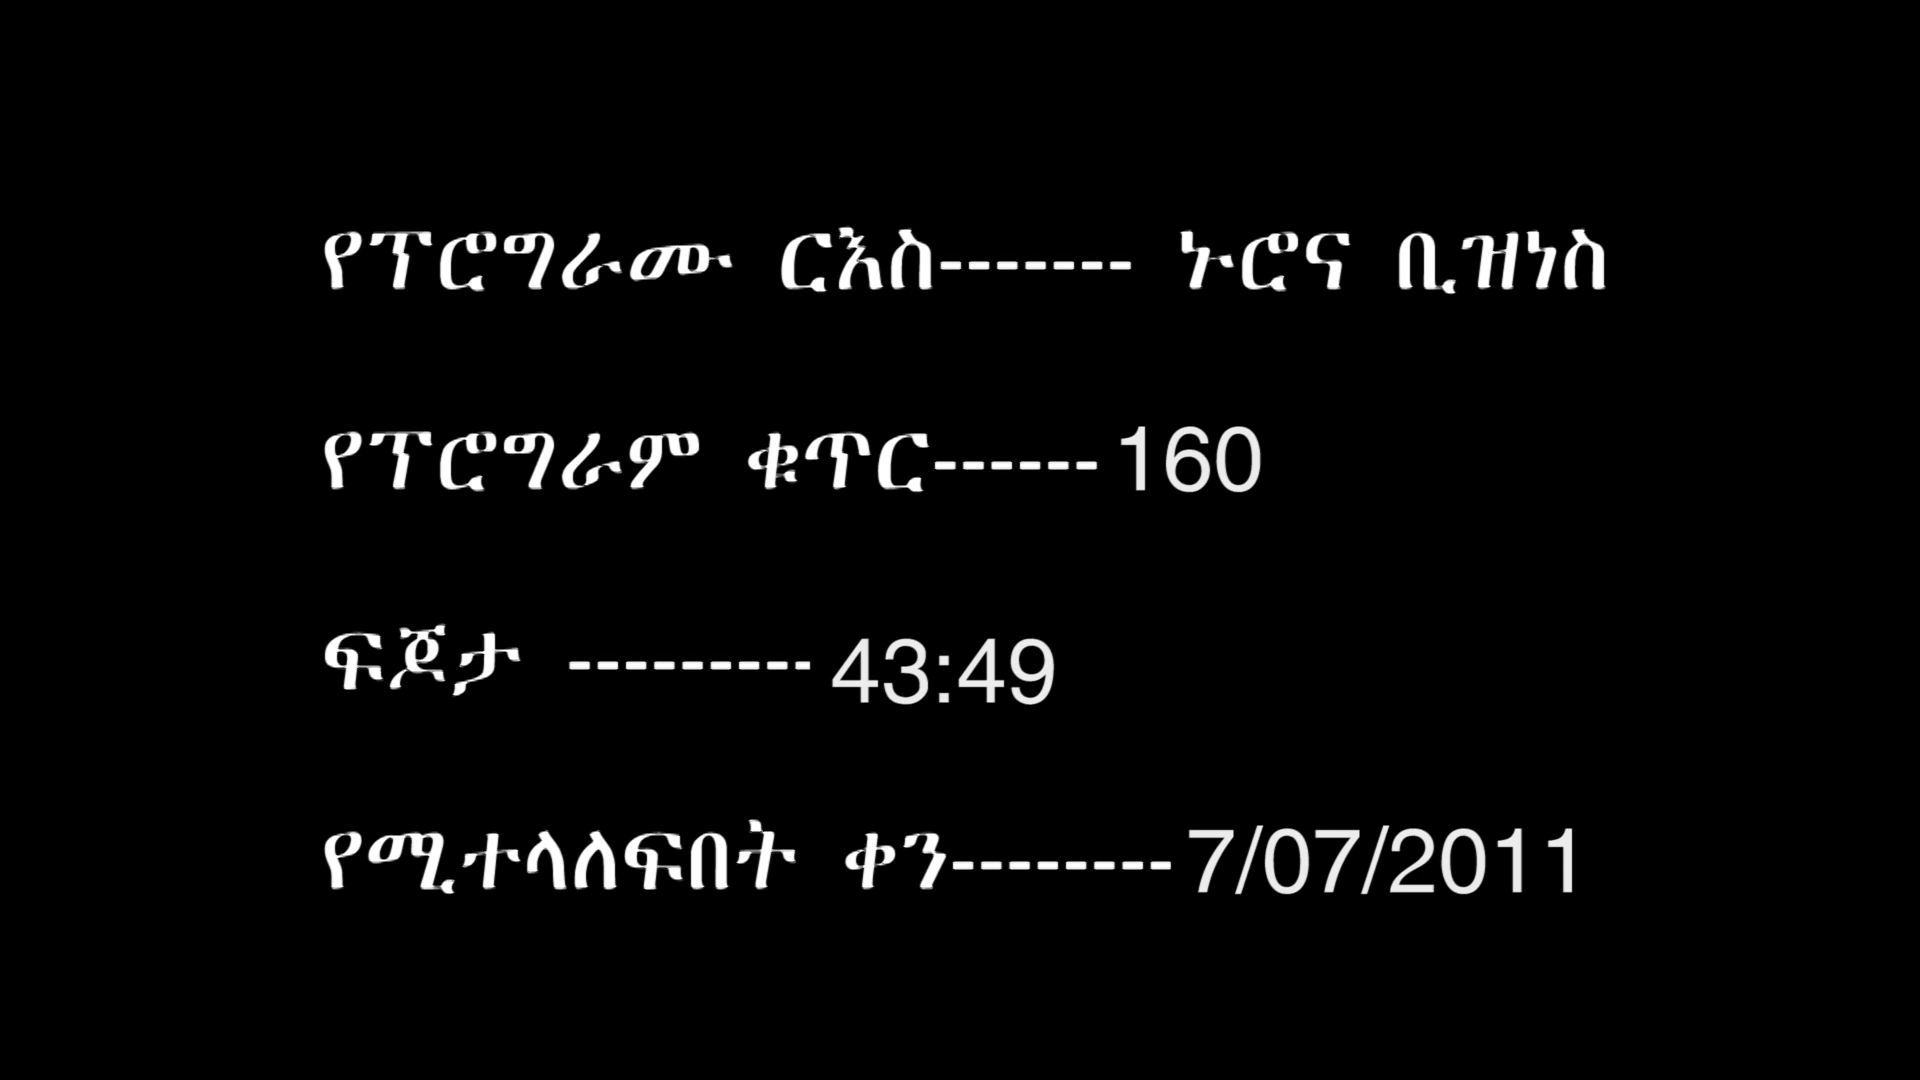 የፕሮግራሙ ርእስ------- ኑሮና ቢዝነስ
የፕሮግራም ቁጥር------ 160
ፍጆታ --------- 43:49
የሚተላለፍበት ቀን-------- 7/07/2011